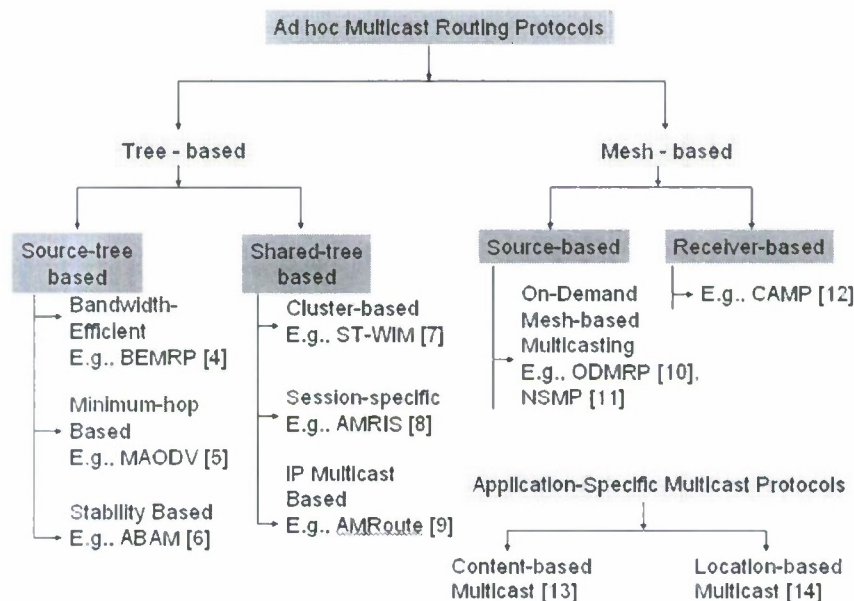 Ad hoc Multicast Routing Protocols
Tree - based
Mesh - based
Source-tree
based
Bandwidth-
Efficient
E.g.. BEMRP [4]
Minimum-hop
Based
E.g.. MAODV [5]
Stability Based
E.g.. ABAM [6]
Shared-tree
based
Cluster-based
E.g.. ST-WIM [7]
Session-specific
E.g.. AMRIS [8]
IP Multicast
Based
E.g.. AMRoute [9]
Source-based
On-Demand
Mesh-based
Multicasting
E.g.. ODMRP [10],
NSMP [11]
Receiver-based
E.g.. CAMP [12]
Application-Specific Multicast Protocols
Content-based
Multicast [13]
Location-based
Multicast [14]